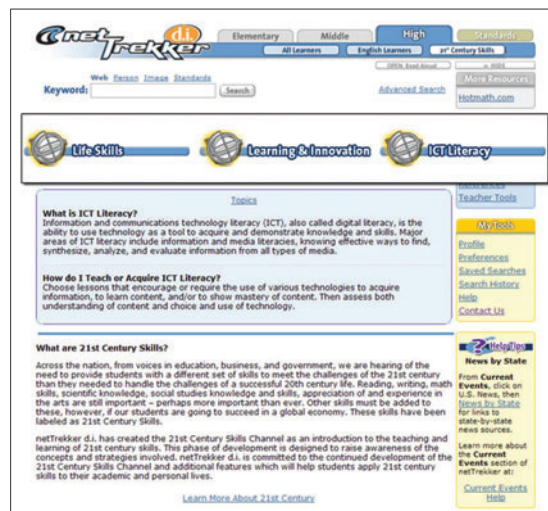 net Trekker d.i.
Elementary Middle High Standards
All Learners English Learners 21st Century Skills
Web Person Image Standards
Keyword: Search Advanced Search
More Resources
Hotmath.com
Life Skills Learning & Innovation ICT Literacy
Teacher Tools
Topics
What is ICT Literacy?
Information and communications technology literacy (ICT), also called digital literacy, is the
ability to use technology as a tool to acquire and demonstrate knowledge and skills. Major
areas of ICT literacy include information and media literacies, knowing effective ways to find,
synthesize, analyze, and evaluate information from all types of media.
How do I Teach or Acquire ICT Literacy?
Choose lessons that encourage or require the use of various technologies to acquire
information, to learn content, and/or to show mastery of content. Then assess both
understanding of content and choice and use of technology.
My Tools
Profile
Preferences
Saved Searches
Search History
Help
Contact Us
What are 21st Century Skills?
Across the nation, from voices in education, business, and government, we are hearing of the
need to provide students with a different set of skills to meet the challenges of the 21st century
than they needed to handle the challenges of a successful 20th century life. Reading, writing, math
skills, scientific knowledge, social studies knowledge and skills, appreciation of and experience in
the arts are still important – perhaps more important than ever. Other skills must be added to
these, however, if our students are going to succeed in a global economy. These skills have been
labeled as 21st Century Skills.
netTrekker d.i. has created the 21st Century Skills Channel as an introduction to the teaching and
learning of 21st century skills. This phase of development is designed to raise awareness of the
concepts and strategies involved. netTrekker d.i. is committed to the continued development of the
21st Century Skills Channel and additional features which will help students apply 21st century
skills to their academic and personal lives.
Learn More About 21st Century
HelpTips
News by State
From Current
Events, click on
U.S. News, then
News by State
for links to
state-by-state
news sources.
Learn more about
the Current
Events section of
netTrekker at:
Current Events
Help